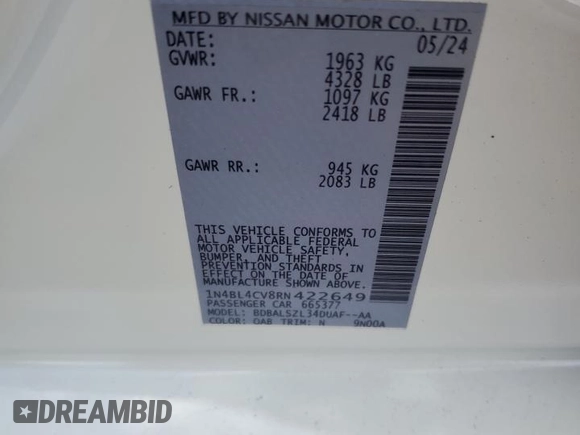 MFD BY NISSAN MOTOR CO., LTD.
DATE: 05/24
GVWR: 1963 KG
4328 LB
GAWR FR.: 1097 KG
2418 LB
GAWR RR.: 945 KG
2083 LB
THIS VEHICLE CONFORMS TO
ALL APPLICABLE FEDERAL
MOTOR VEHICLE SAFETY,
BUMPER, AND THEFT
PREVENTION STANDARDS IN
EFFECT ON THE DATE OF
MANUFACTURE SHOWN ABOVE.
1N4BL4CV8RN422649
PASSENGER CAR 665377
MODEL: BDBALSZL34DUAF--AA
COLOR: QAB TRIM: N 9N00A
DREAMBID